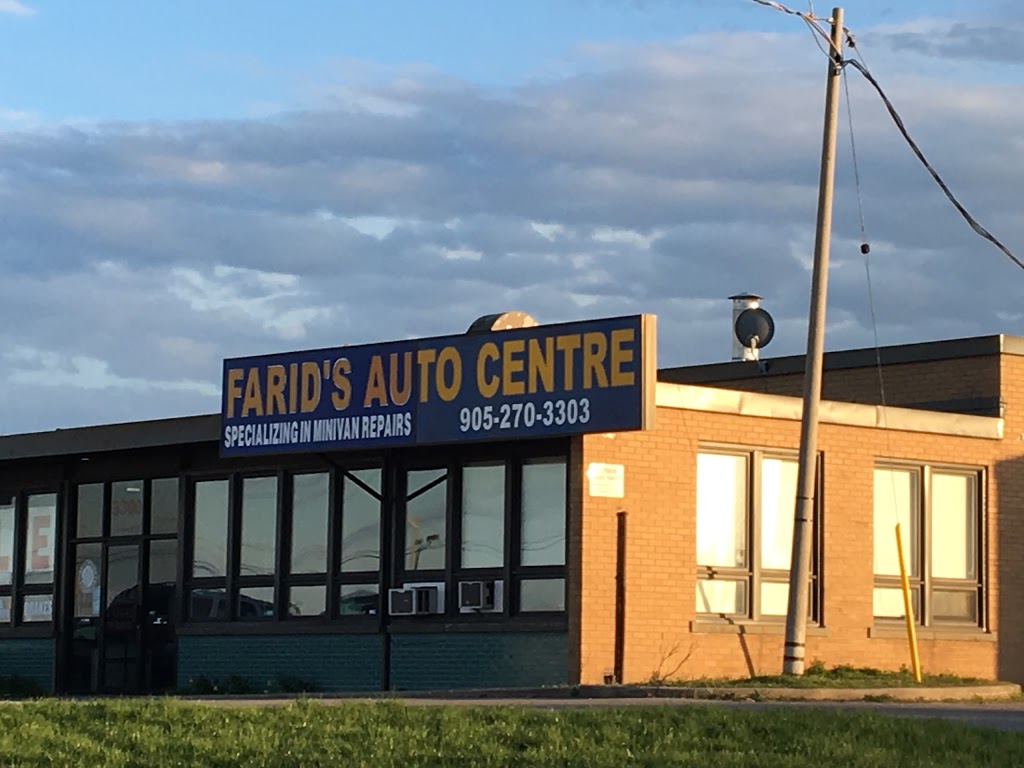 FARID'S AUTO CENTRE
SPECIALIZING IN MINIVAN REPAIRS
905-270-3303